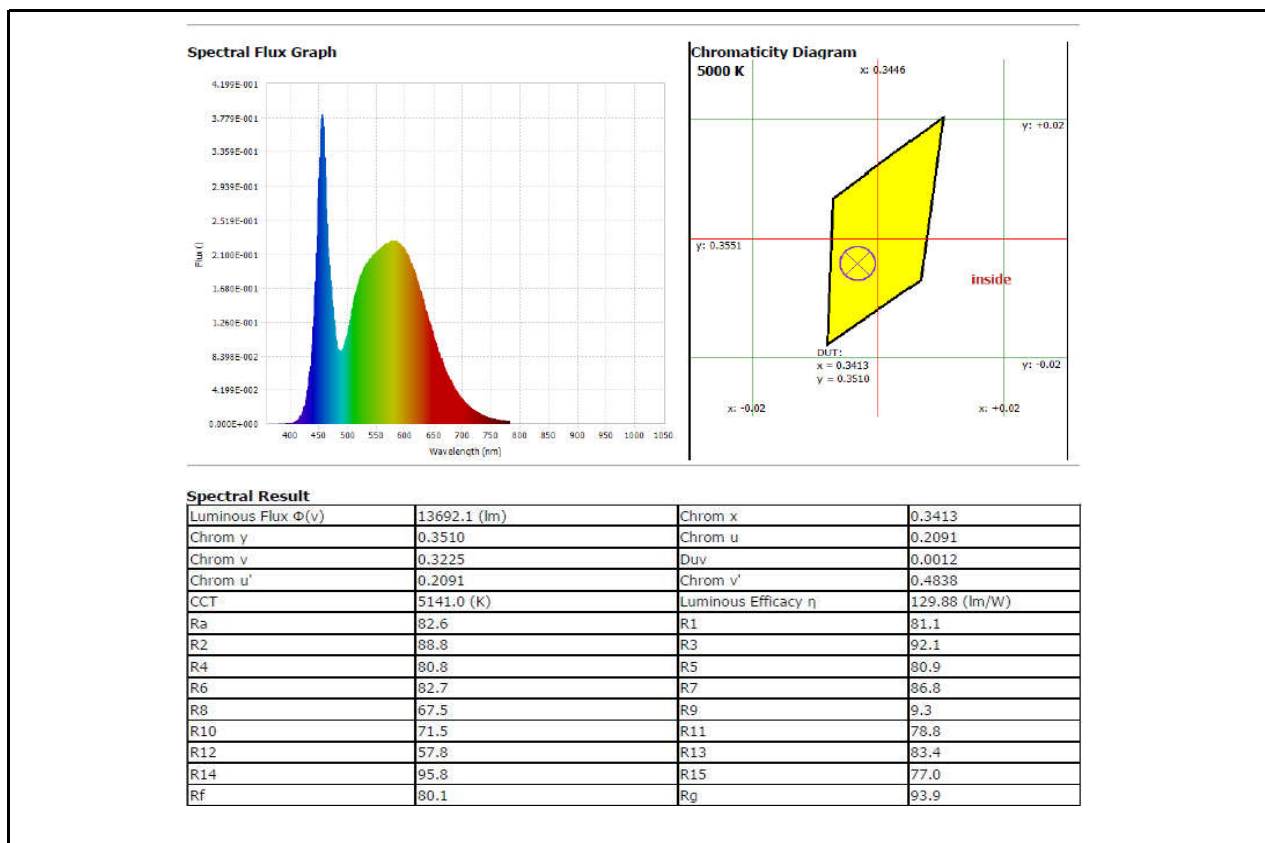 Spectral Flux Graph
4.199E-001
3.779E-001
3.359E-001
2.939E-001
2.519E-001
2.100E-001
1.680E-001
1.260E-001
8.398E-002
4.199E-002
0.000E+000
Flux ()
400 450 500 550 600 650 700 750 800 850 900 950 1000 1050
Wavelength (nm)
Chromaticity Diagram
5000 K
x: 0.3446
y: +0.02
y: 0.3551
inside
DUT:
x = 0.3413
y = 0.3510
y: -0.02
x: -0.02
x: +0.02
Spectral Result
Luminous Flux Φ(v) 13692.1 (lm) Chrom x 0.3413
Chrom y 0.3510 Chrom u 0.2091
Chrom v 0.3225 Duv 0.0012
Chrom u' 0.2091 Chrom v' 0.4838
CCT 5141.0 (K) Luminous Efficacy η 129.88 (lm/W)
Ra 82.6 R1 81.1
R2 88.8 R3 92.1
R4 80.8 R5 80.9
R6 82.7 R7 86.8
R8 67.5 R9 9.3
R10 71.5 R11 78.8
R12 57.8 R13 83.4
R14 95.8 R15 77.0
Rf 80.1 Rg 93.9